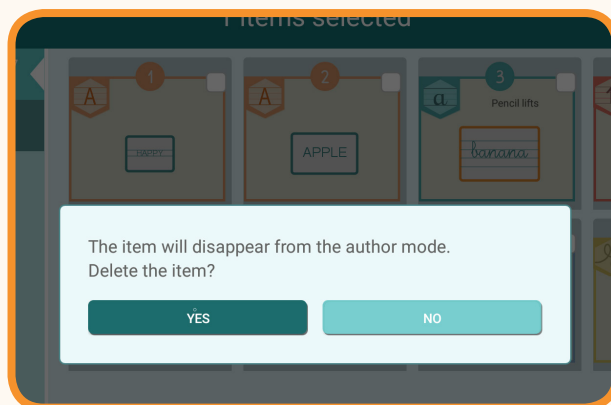 1 items selected
1
2
3
A
A
a
Pencil lifts
APPLE
banana
The item will disappear from the author mode.
Delete the item?
YES
NO